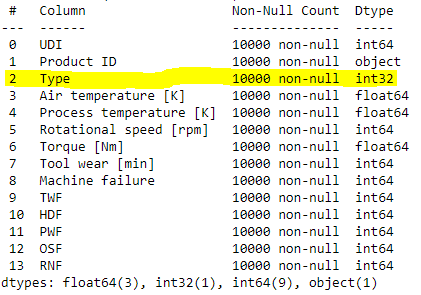 #   Column                   Non-Null Count  Dtype
---  ------                   --------------  -----
 0   UDI                      10000 non-null  int64
 1   Product ID               10000 non-null  object
 2   Type                     10000 non-null  int32
 3   Air temperature [K]      10000 non-null  float64
 4   Process temperature [K]  10000 non-null  float64
 5   Rotational speed [rpm]   10000 non-null  int64
 6   Torque [Nm]              10000 non-null  float64
 7   Tool wear [min]          10000 non-null  int64
 8   Machine failure          10000 non-null  int64
 9   TWF                      10000 non-null  int64
 10  HDF                      10000 non-null  int64
 11  PWF                      10000 non-null  int64
 12  OSF                      10000 non-null  int64
 13  RNF                      10000 non-null  int64
dtypes: float64(3), int32(1), int64(9), object(1)